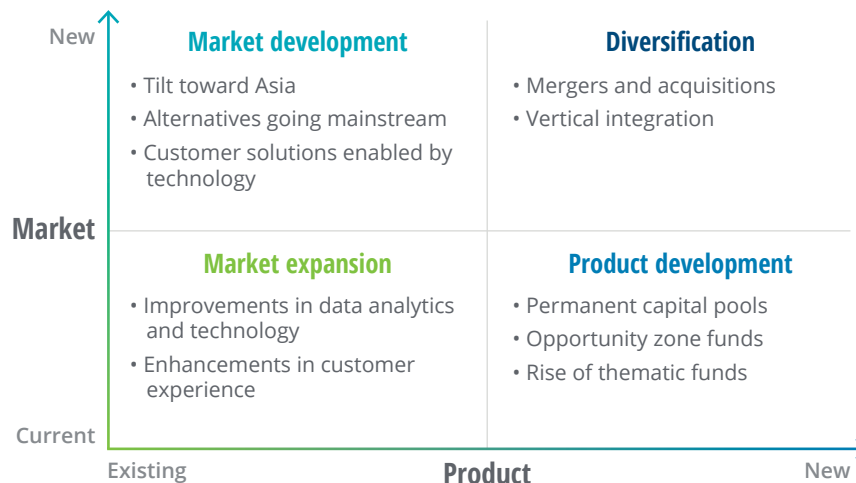 New
Market development
• Tilt toward Asia
• Alternatives going mainstream
• Customer solutions enabled by
technology
Diversification
• Mergers and acquisitions
• Vertical integration
Market
Market expansion
• Improvements in data analytics
and technology
• Enhancements in customer
experience
Product development
• Permanent capital pools
• Opportunity zone funds
• Rise of thematic funds
Current
Existing
Product
New